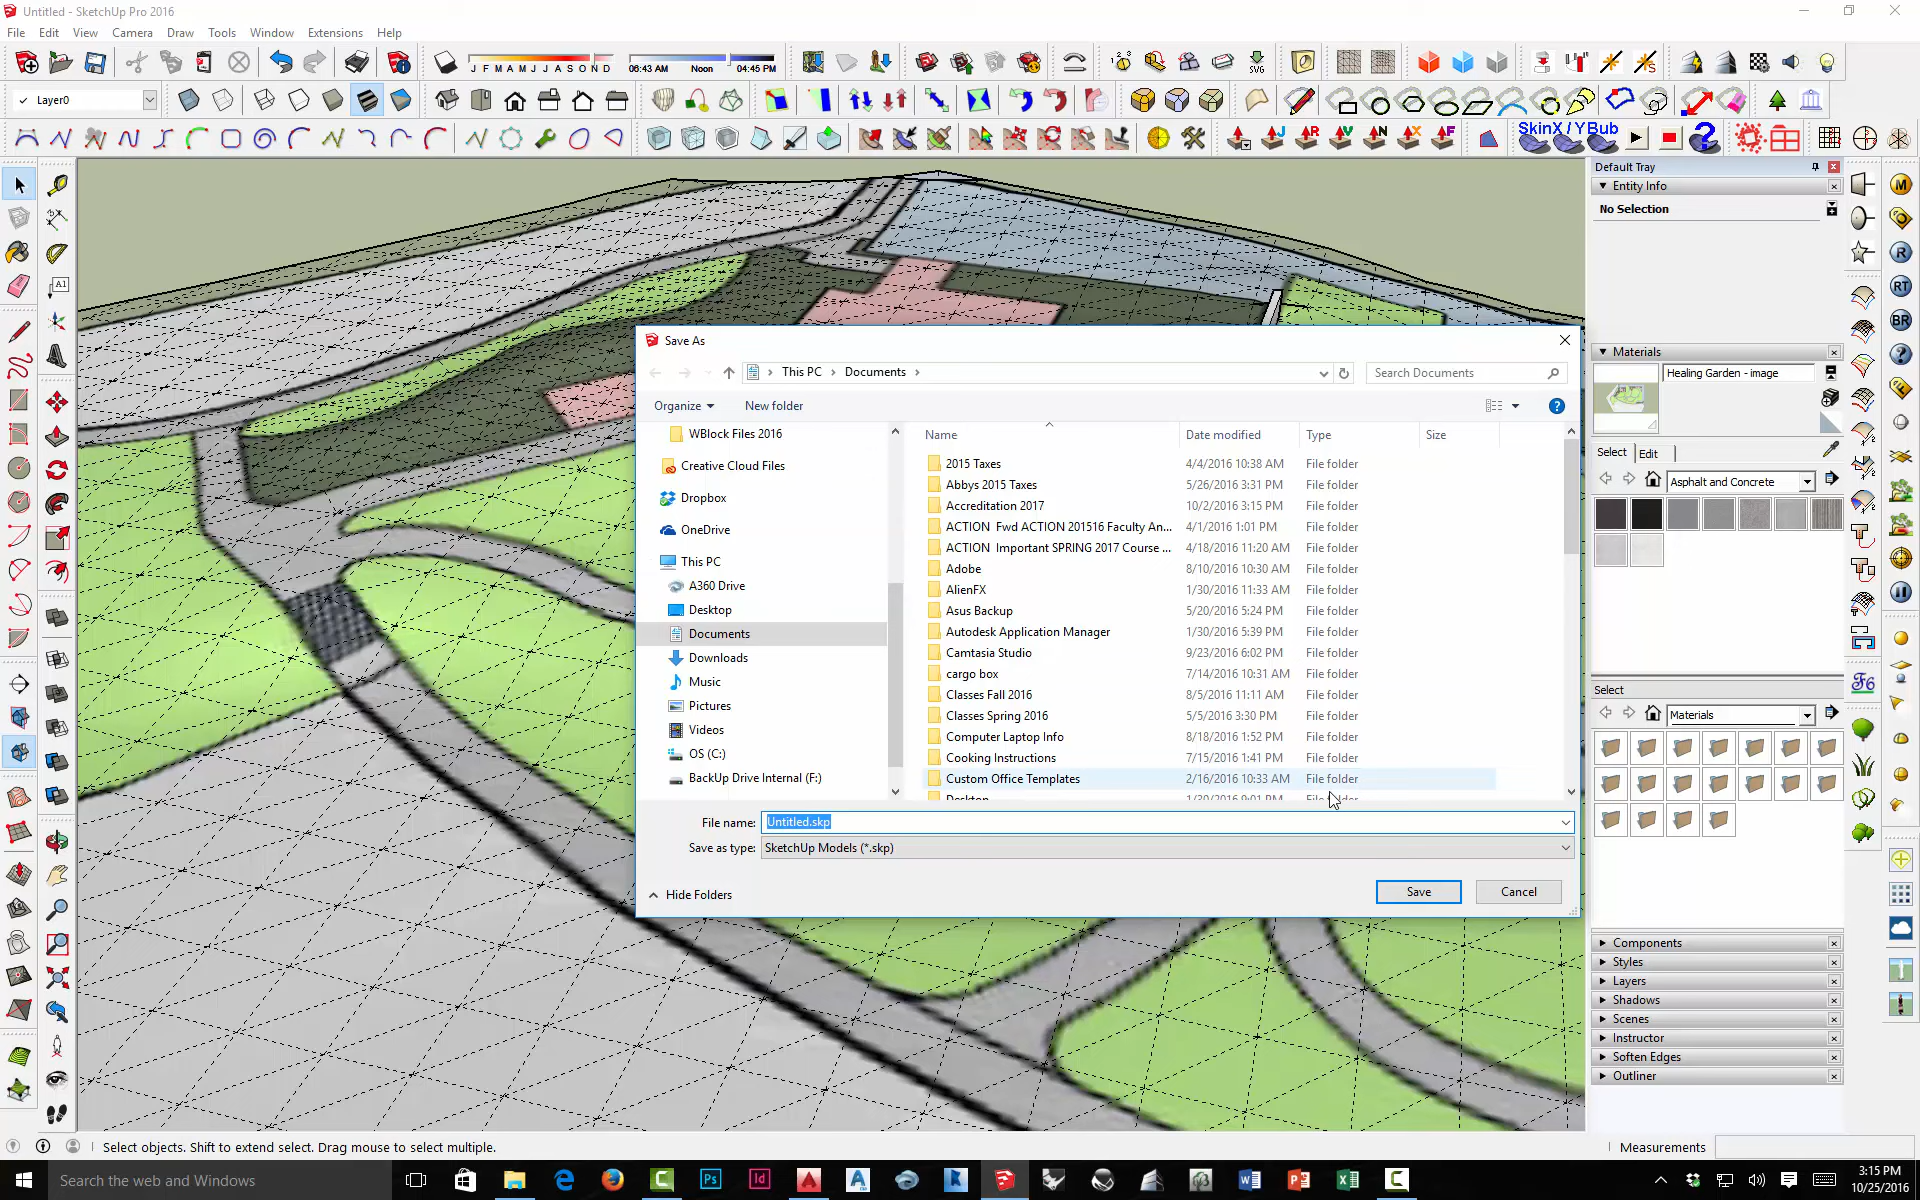 Untitled - SketchUp Pro 2016
File Edit View Camera Draw Tools Window Extensions Help
J F M A M J J A S O N D
06:43 AM Noon 04:45 PM
SVG
✓ Layer0
SkinX / YBub
Default Tray
Entity Info
No Selection
Materials
Healing Garden - image
Select Edit
Asphalt and Concrete
Select
Materials
Components
Styles
Layers
Shadows
Scenes
Instructor
Soften Edges
Outliner
Save As
This PC > Documents >
Search Documents
Organize
New folder
WBlock Files 2016
Creative Cloud Files
Dropbox
OneDrive
This PC
A360 Drive
Desktop
Documents
Downloads
Music
Pictures
Videos
OS (C:)
BackUp Drive Internal (F:)
Name Date modified Type Size
2015 Taxes 4/4/2016 10:38 AM File folder
Abbys 2015 Taxes 5/26/2016 3:31 PM File folder
Accreditation 2017 10/2/2016 3:15 PM File folder
ACTION Fwd ACTION 201516 Faculty An... 4/1/2016 1:01 PM File folder
ACTION Important SPRING 2017 Course ... 4/18/2016 11:20 AM File folder
Adobe 8/10/2016 10:30 AM File folder
AlienFX 1/30/2016 11:33 AM File folder
Asus Backup 5/20/2016 5:24 PM File folder
Autodesk Application Manager 1/30/2016 5:39 PM File folder
Camtasia Studio 9/23/2016 6:02 PM File folder
cargo box 7/14/2016 10:31 AM File folder
Classes Fall 2016 8/5/2016 11:11 AM File folder
Classes Spring 2016 5/5/2016 3:30 PM File folder
Computer Laptop Info 8/18/2016 1:52 PM File folder
Cooking Instructions 7/15/2016 1:41 PM File folder
Custom Office Templates 2/16/2016 10:33 AM File folder
Desktop 1/30/2016 9:01 PM File folder
File name: Untitled.skp
Save as type: SketchUp Models (*.skp)
Hide Folders
Save
Cancel
Select objects. Shift to extend select. Drag mouse to select multiple.
Measurements
Search the web and Windows
3:15 PM
10/25/2016